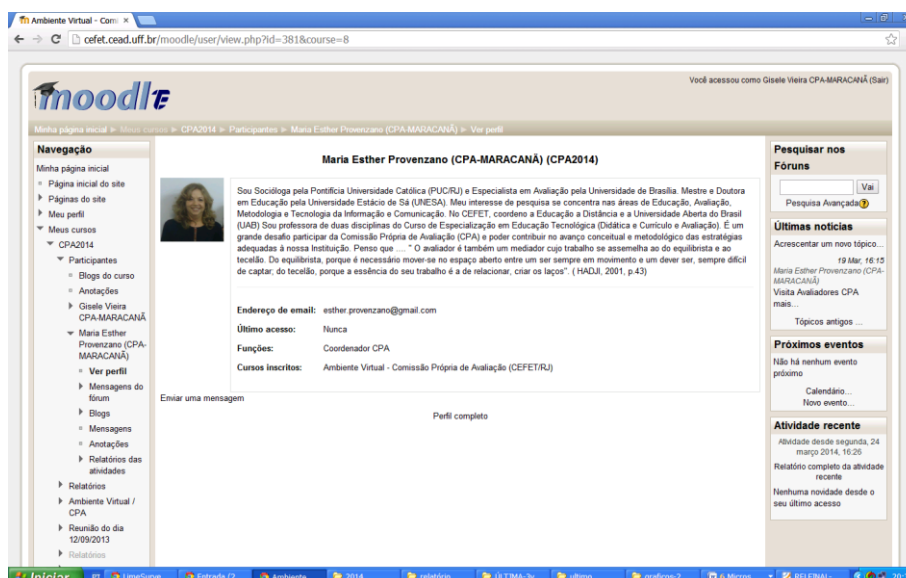 Ambiente Virtual - Com
cefet.cead.uff.br/moodle/user/view.php?id=381&course=8
moodle
Você acessou como Gisele Vieira CPA-MARACANÃ (Sair)
Minha página inicial ► Meus cursos ► CPA2014 ► Participantes ► Maria Esther Provenzano (CPA-MARACANÃ) ► Ver perfil
Navegação
Minha página inicial
Página inicial do site
Páginas do site
Meu perfil
Meus cursos
CPA2014
Participantes
Blogs do curso
Anotações
Gisele Vieira
CPA-MARACANÃ
Maria Esther
Provenzano (CPA-
MARACANÃ)
Ver perfil
Mensagens do
fórum
Blogs
Mensagens
Anotações
Relatórios das
atividades
Relatórios
Ambiente Virtual /
CPA
Reunião do dia
12/09/2013
Relatórios
Maria Esther Provenzano (CPA-MARACANÃ) (CPA2014)
Sou Socióloga pela Pontifícia Universidade Católica (PUC/RJ) e Especialista em Avaliação pela Universidade de Brasília. Mestre e Doutora
em Educação pela Universidade Estácio de Sá (UNESA). Meu interesse de pesquisa se concentra nas áreas de Educação, Avaliação,
Metodologia e Tecnologia da Informação e Comunicação. No CEFET, coordeno a Educação a Distância e a Universidade Aberta do Brasil
(UAB) Sou professora de duas disciplinas do Curso de Especialização em Educação Tecnológica (Didática e Currículo e Avaliação). É um
grande desafio participar da Comissão Própria de Avaliação (CPA) e poder contribuir no avanço conceitual e metodológico das estratégias
adequadas à nossa Instituição. Penso que .... " O avaliador é também um mediador cujo trabalho se assemelha ao do equilibrista e ao
tecelão. Do equilibrista, porque é necessário mover-se no espaço aberto entre um ser sempre em movimento e um dever ser, sempre difícil
de captar; do tecelão, porque a essência do seu trabalho é a de relacionar, criar os laços". ( HADJI, 2001, p.43)
Endereço de email: esther.provenzano@gmail.com
Último acesso: Nunca
Funções: Coordenador CPA
Cursos inscritos: Ambiente Virtual - Comissão Própria de Avaliação (CEFET/RJ)
Enviar uma mensagem
Perfil completo
Pesquisar nos
Fóruns
Vai
Pesquisa Avançada
Últimas notícias
Acrescentar um novo tópico...
19 Mar, 16:15
Maria Esther Provenzano (CPA-
MARACANÃ)
Visita Avaliadores CPA
mais...
Tópicos antigos ...
Próximos eventos
Não há nenhum evento
próximo
Calendário...
Novo evento...
Atividade recente
Atividade desde segunda, 24
março 2014, 16:26
Relatório completo da atividade
recente
Nenhuma novidade desde o
seu último acesso
Iniciar
LimeSurve
Entrada (2
Ambiente
2014
relatório
ÚLTIMA-3v
ultimo
graficos-2
6 Micros
RELFINAL-